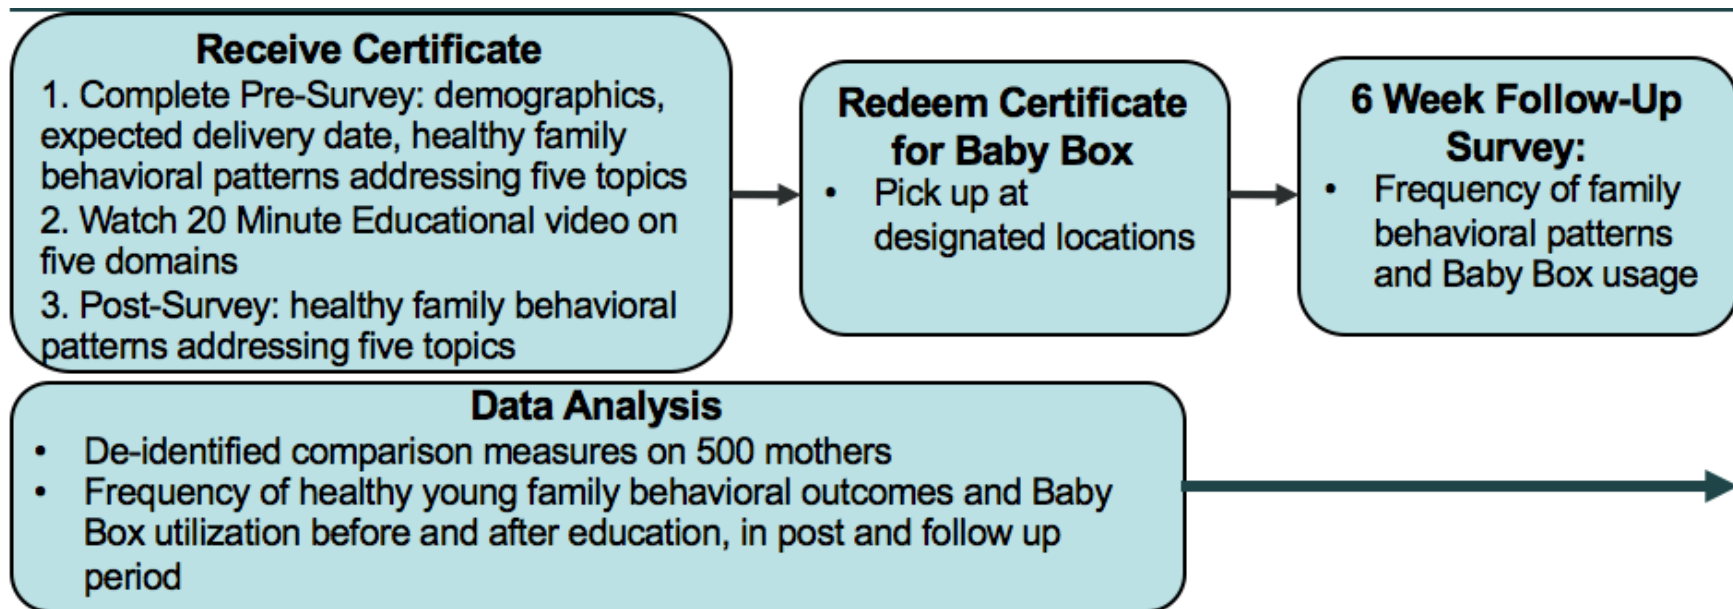 Receive Certificate
1. Complete Pre-Survey: demographics,
expected delivery date, healthy family
behavioral patterns addressing five topics
2. Watch 20 Minute Educational video on
five domains
3. Post-Survey: healthy family behavioral
patterns addressing five topics
Redeem Certificate
for Baby Box
• Pick up at
designated locations
6 Week Follow-Up
Survey:
• Frequency of family
behavioral patterns
and Baby Box usage
Data Analysis
• De-identified comparison measures on 500 mothers
• Frequency of healthy young family behavioral outcomes and Baby
Box utilization before and after education, in post and follow up
period